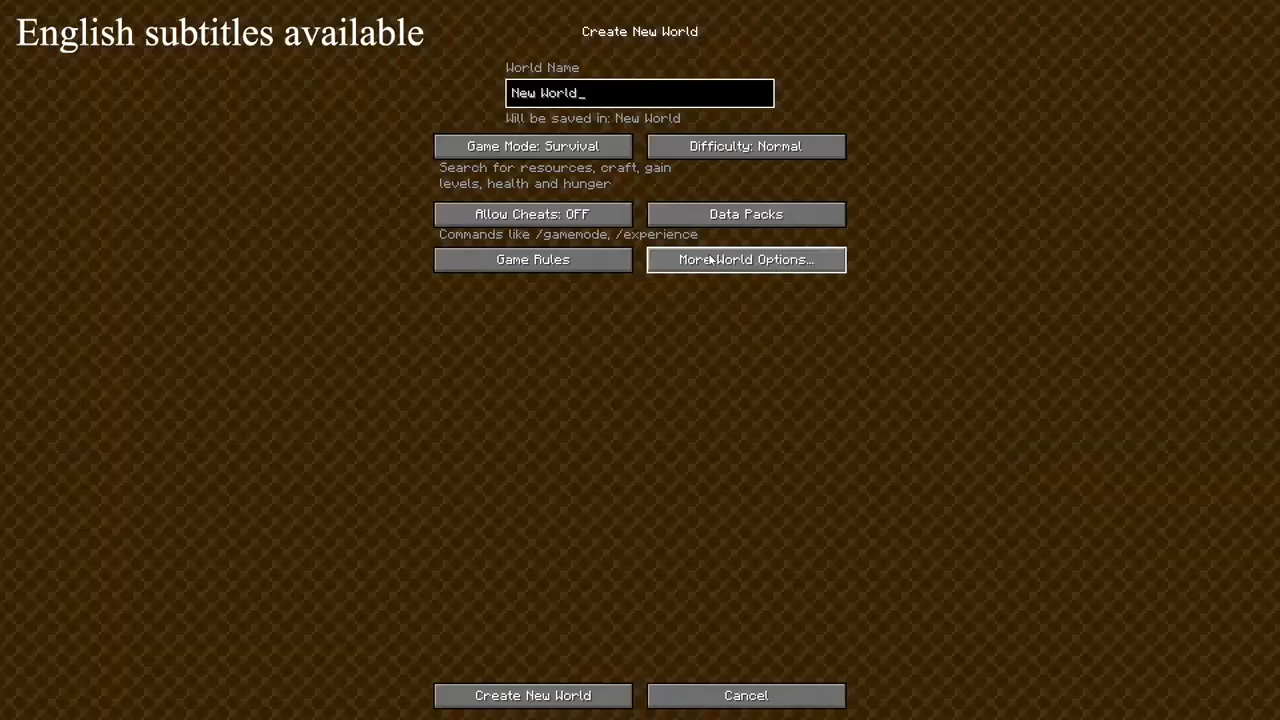 English subtitles available
Create New World
World Name
New World_
Will be saved in: New World
Game Mode: Survival
Difficulty: Normal
Search for resources, craft, gain
levels, health and hunger
Allow Cheats: OFF
Data Packs
Commands like /gamemode, /experience
Game Rules
More World Options...
Create New World
Cancel